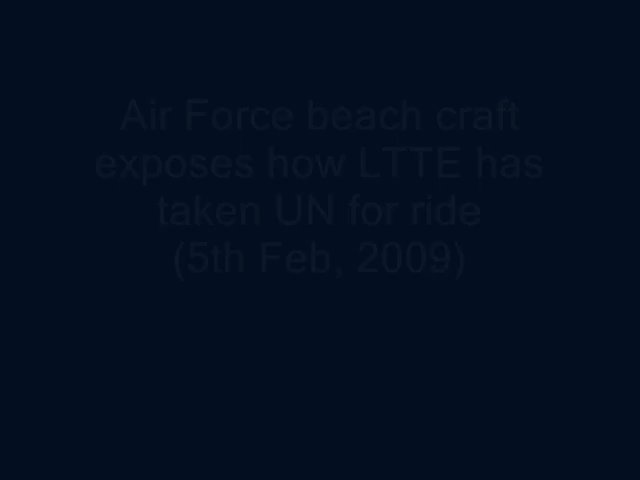 Air Force beach craft
exposes how LTTE has
taken UN for ride
(5th Feb, 2009)